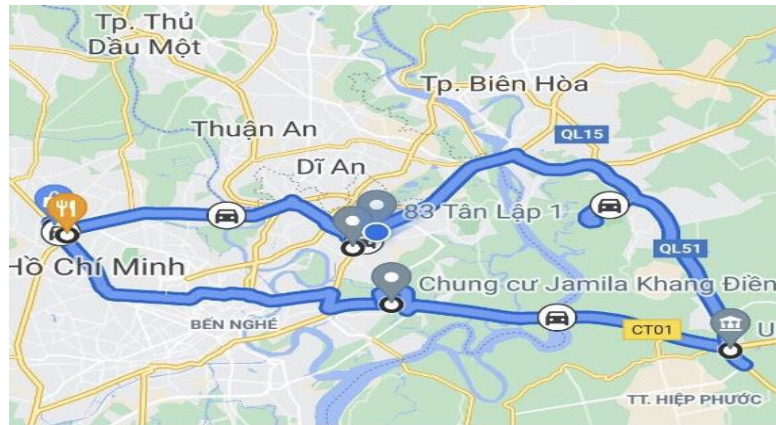 Tp. Thủ
Dầu Một
Tp. Biên Hòa
Thuận An
QL15
Dĩ An
83 Tân Lập 1
QL51
Hồ Chí Minh
Chung cư Jamila Khang Điền
BẾN NGHÉ
CT01
U
TT. HIỆP PHƯỚC